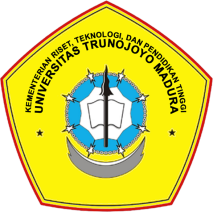 KEMENTERIAN RISET, TEKNOLOGI, DAN PENDIDIKAN TINGGI
UNIVERSITAS TRUNOJOYO MADURA